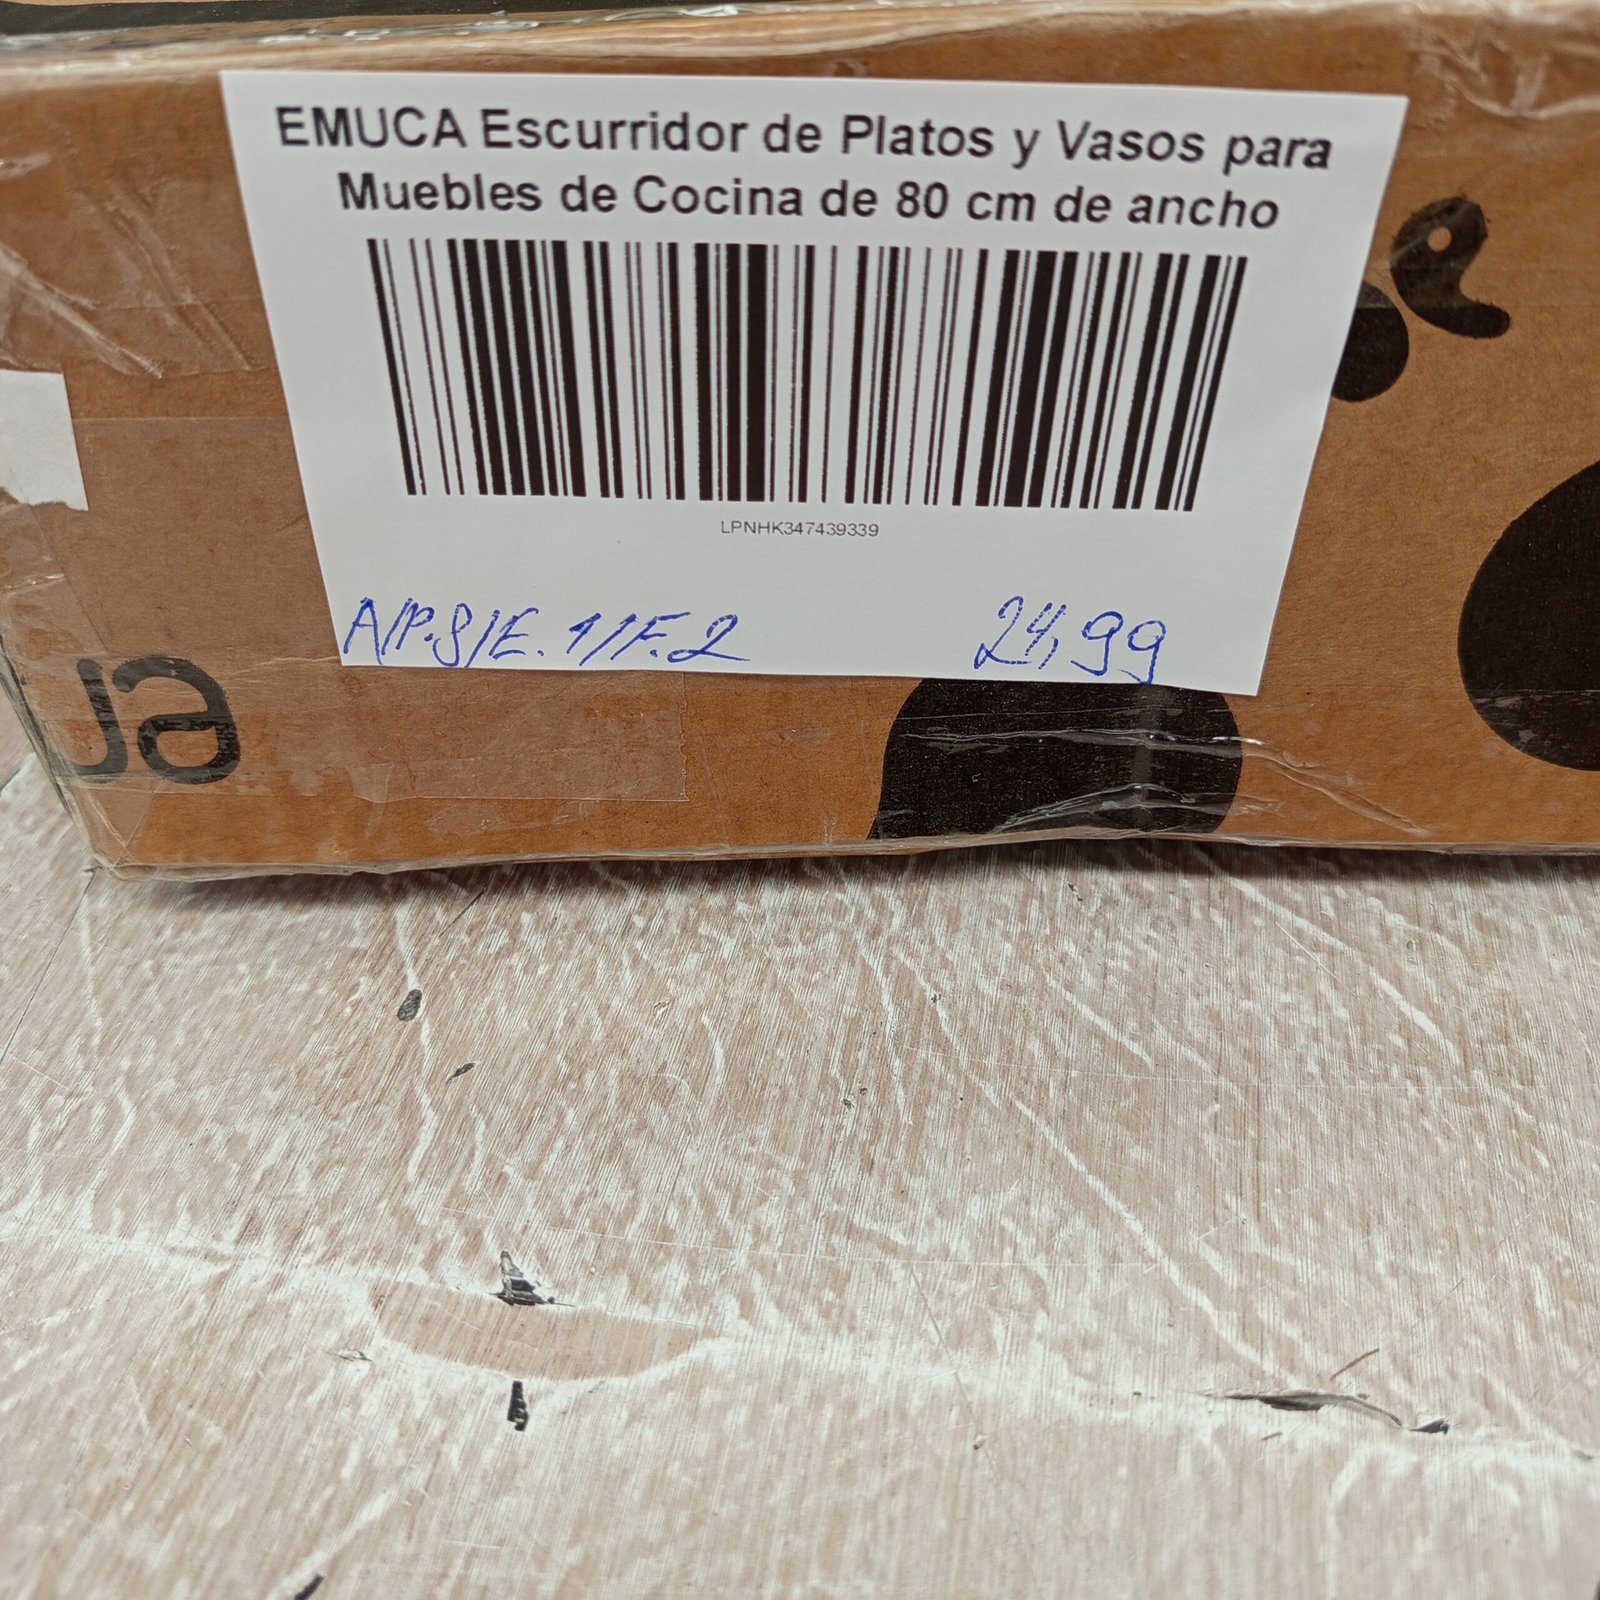 EMUCA Escurridor de Platos y Vasos para
Muebles de Cocina de 80 cm de ancho
LPNHK347439339
A/P.8/E.1/F.2 24,99